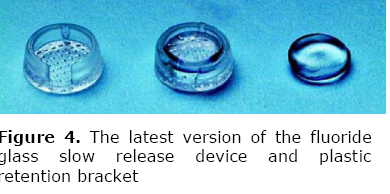 Figure 4. The latest version of the fluoride
glass slow release device and plastic
retention bracket